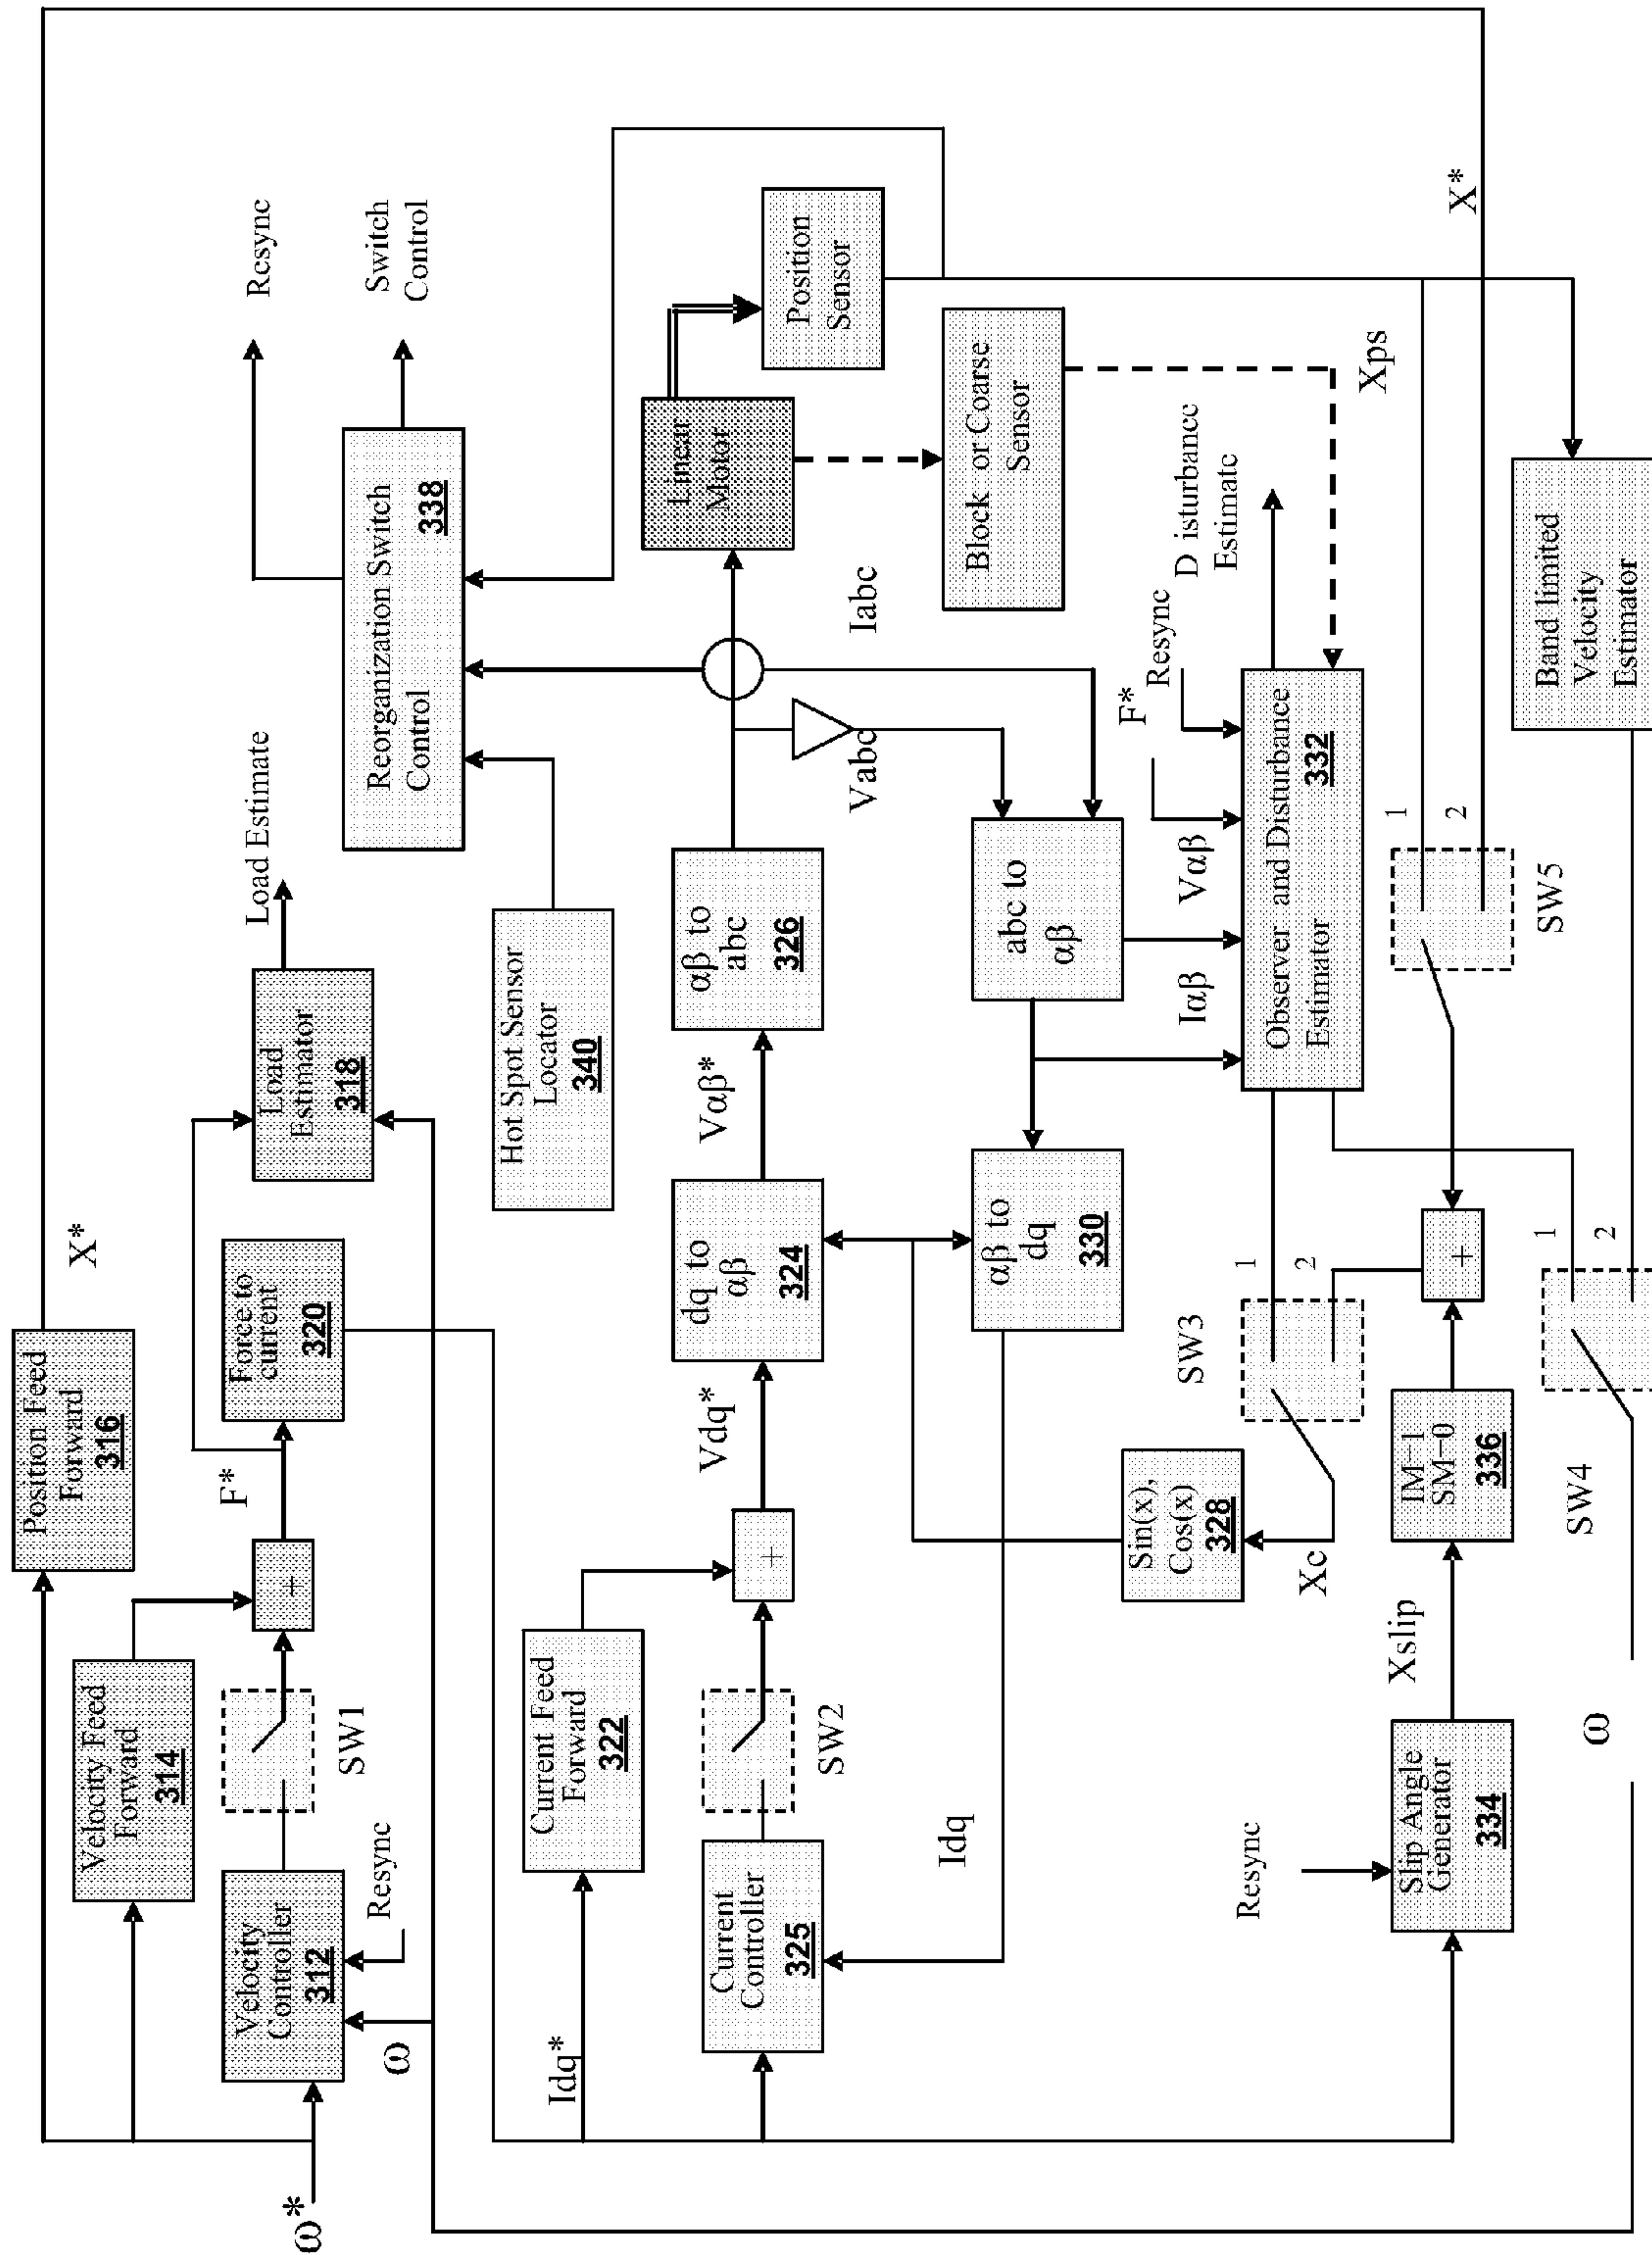 Position Feed
Forward
316
X*
Velocity Feed
Forward
314
Velocity
Controller
312
SW1
+
F*
Force to
current
320
Load
Estimator
318
Load Estimate
Resync
Switch
Control
ω*
ω
Resync
Reorganization Switch
Control
338
Hot Spot Sensor
Locator
340
Idq*
Current Feed
Forward
322
Current
Controller
325
SW2
+
Vdq*
dq to
αβ
324
Vαβ*
αβ to
abc
326
Vabc
Iabc
Linear
Motor
Position
Sensor
Block or Coarse
Sensor
Idq
αβ to
dq
330
abc to
αβ
Iαβ
Vαβ
F*
Resync
D isturbance
Estimate
Xps
X*
Sin(x),
Cos(x)
328
Xc
SW3
1
2
Observer and Disturbance
Estimator
332
Resync
Slip Angle
Generator
334
Xslip
IM-1
SM-0
336
+
SW5
1
2
ω
SW4
1
2
Band limited
Velocity
Estimator